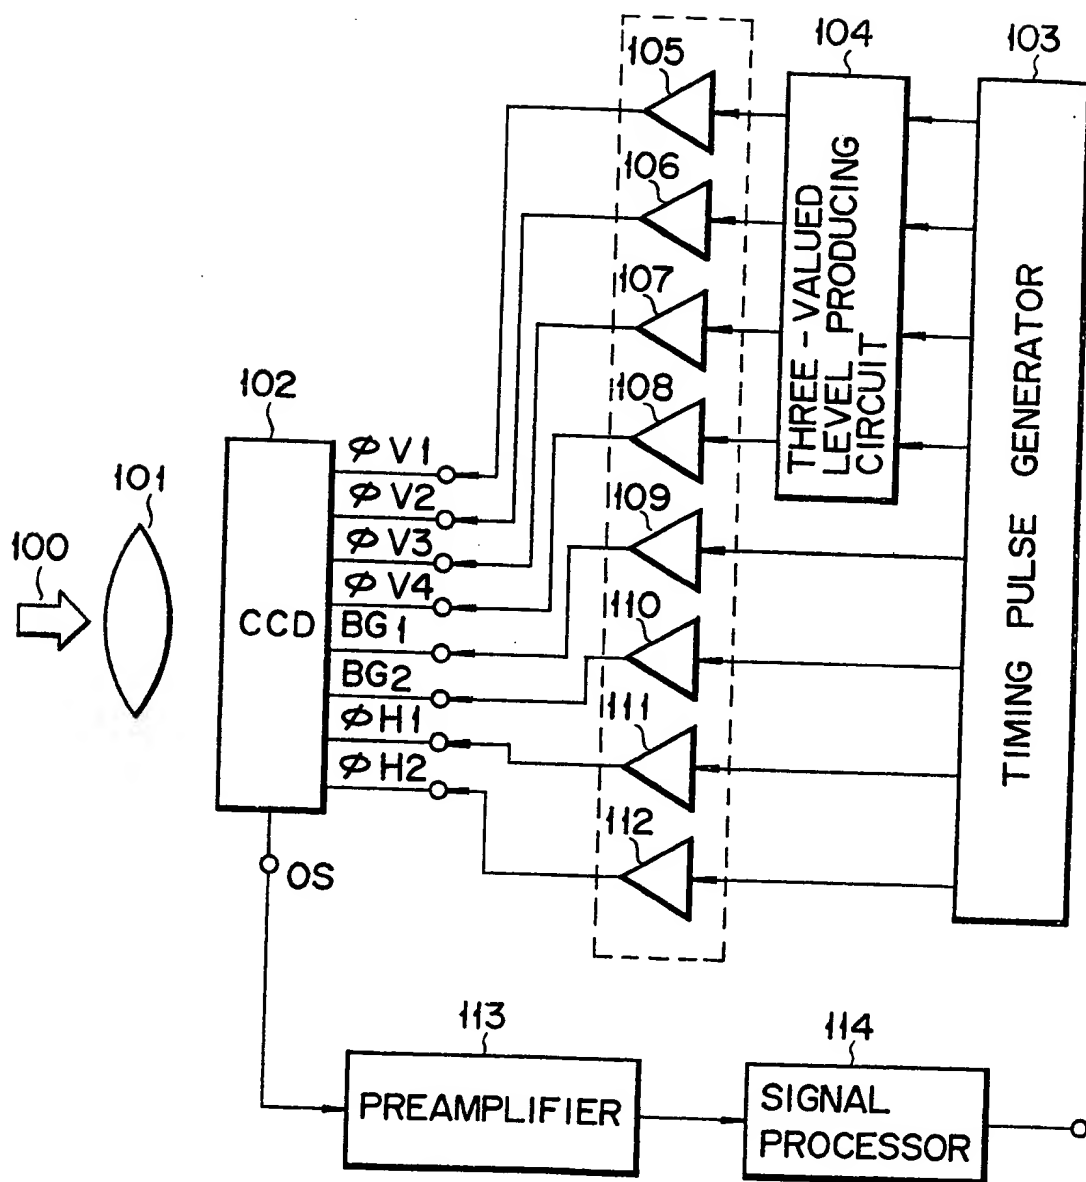 105
104
103
106
107
108
109
110
111
112
THREE - VALUED
LEVEL PRODUCING
CIRCUIT
TIMING PULSE GENERATOR
102
101
100
CCD
φV1
φV2
φV3
φV4
BG1
BG2
φH1
φH2
OS
113
PREAMPLIFIER
114
SIGNAL
PROCESSOR